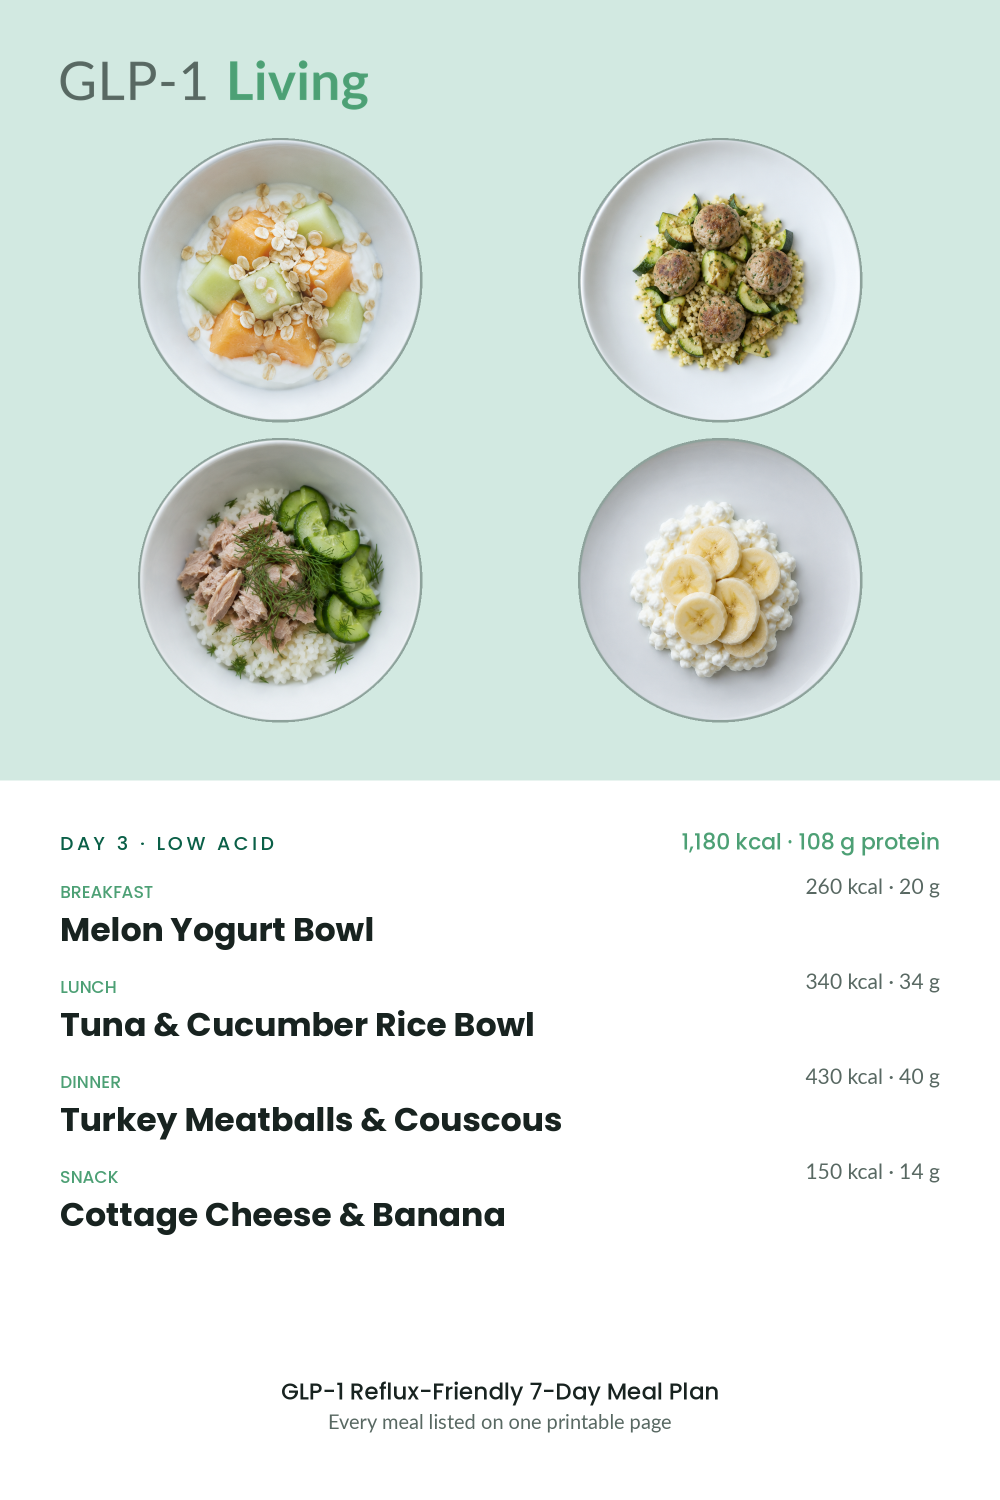 GLP-1 Living
DAY 3 · LOW ACID
1,180 kcal · 108 g protein
BREAKFAST
260 kcal · 20 g
Melon Yogurt Bowl
LUNCH
340 kcal · 34 g
Tuna & Cucumber Rice Bowl
DINNER
430 kcal · 40 g
Turkey Meatballs & Couscous
SNACK
150 kcal · 14 g
Cottage Cheese & Banana
GLP-1 Reflux-Friendly 7-Day Meal Plan
Every meal listed on one printable page